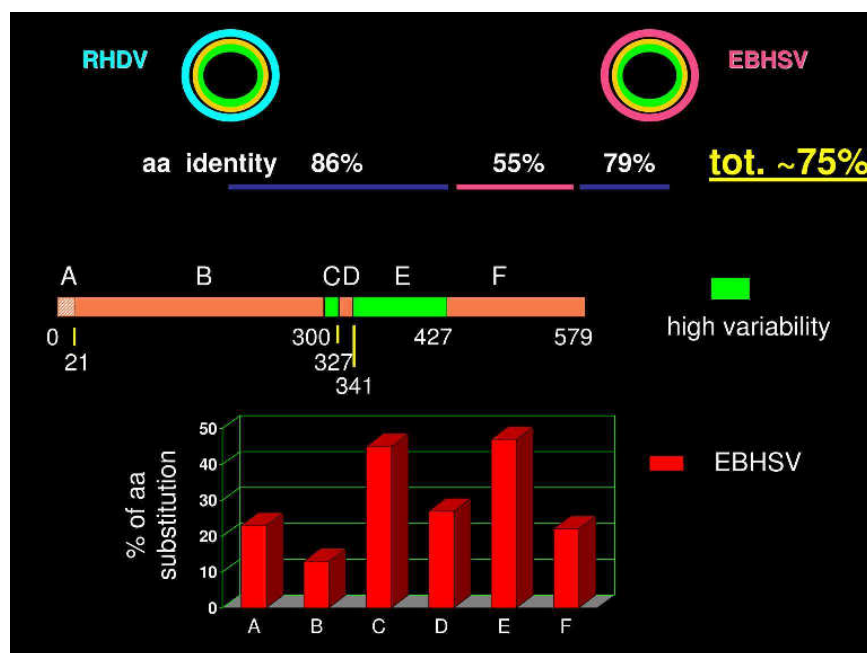 RHDV
EBHSV
aa identity 86% 55% 79% tot. ~75%
A B C D E F
0 300 427 579
21 327
341
high variability
50
40
30
20
10
0
% of aa
substitution
A B C D E F
EBHSV